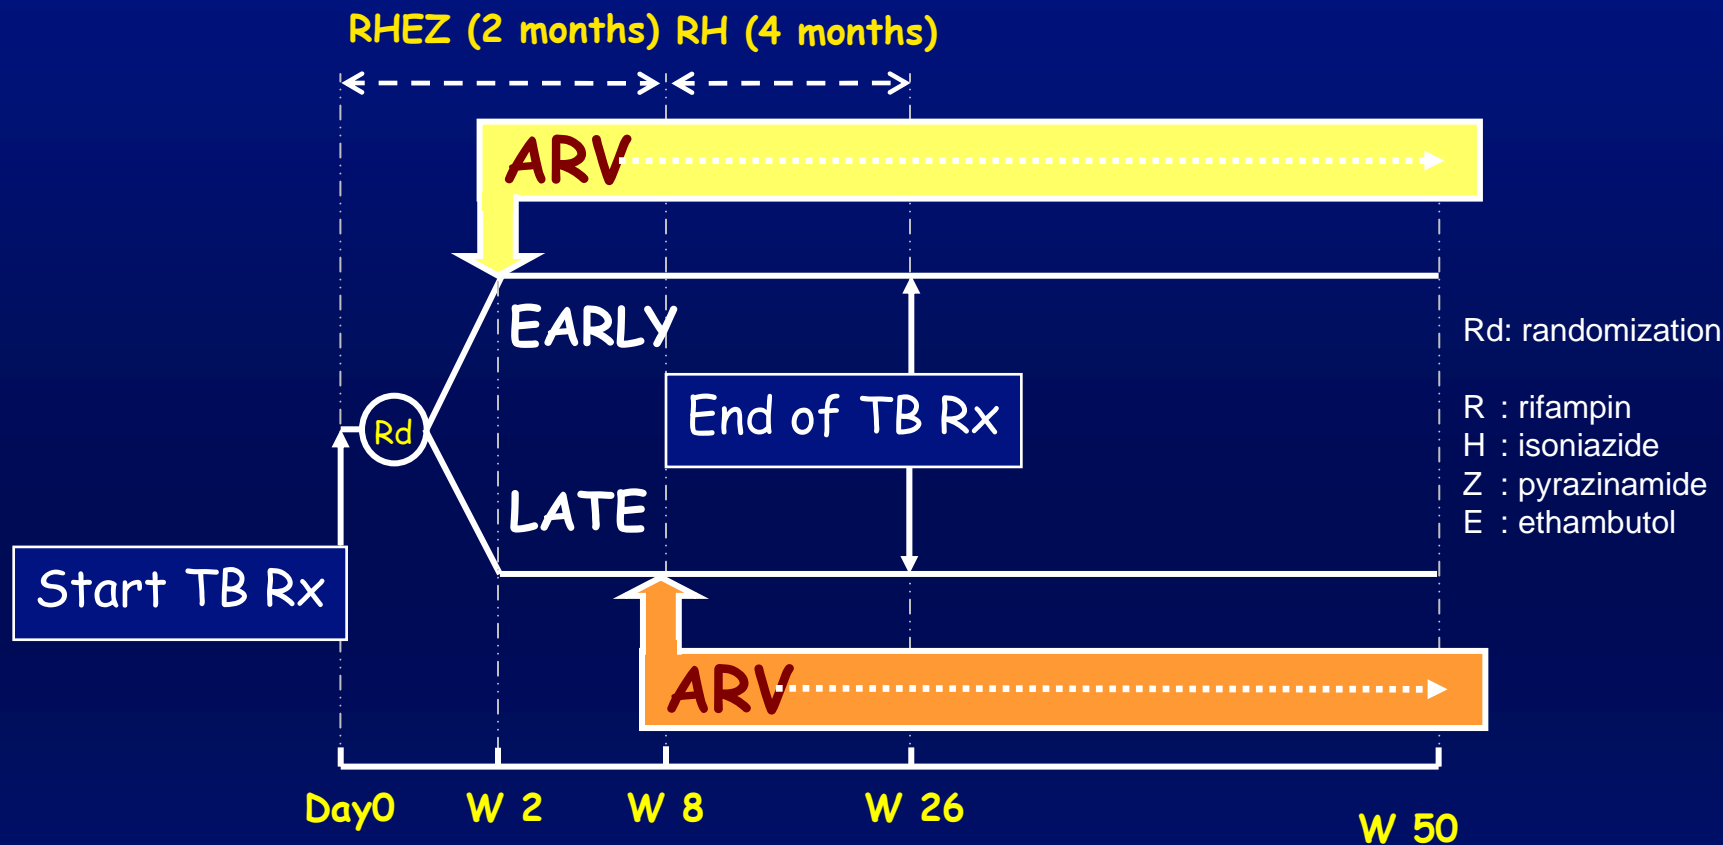 RHEZ (2 months) RH (4 months)
ARV
EARLY
Rd: randomization
End of TB Rx
R : rifampin
Rd
H : isoniazide
Z : pyrazinamide
LATE
E : ethambutol
Start TB Rx
ARV
Day0 W 2 W 8 W 26 W 50